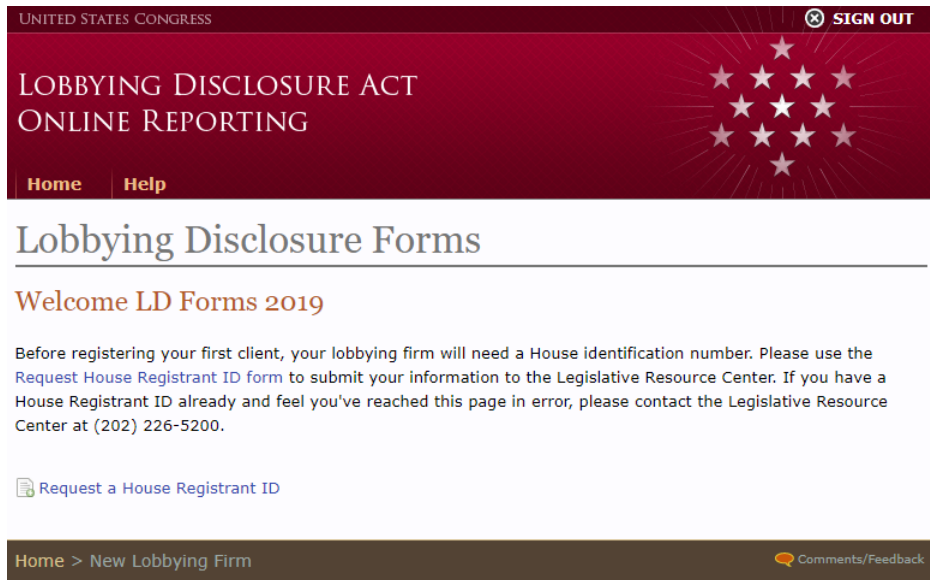 UNITED STATES CONGRESS
SIGN OUT
LOBBYING DISCLOSURE ACT
ONLINE REPORTING
Home Help
Lobbying Disclosure Forms
Welcome LD Forms 2019
Before registering your first client, your lobbying firm will need a House identification number. Please use the
Request House Registrant ID form to submit your information to the Legislative Resource Center. If you have a
House Registrant ID already and feel you've reached this page in error, please contact the Legislative Resource
Center at (202) 226-5200.
Request a House Registrant ID
Home > New Lobbying Firm
Comments/Feedback